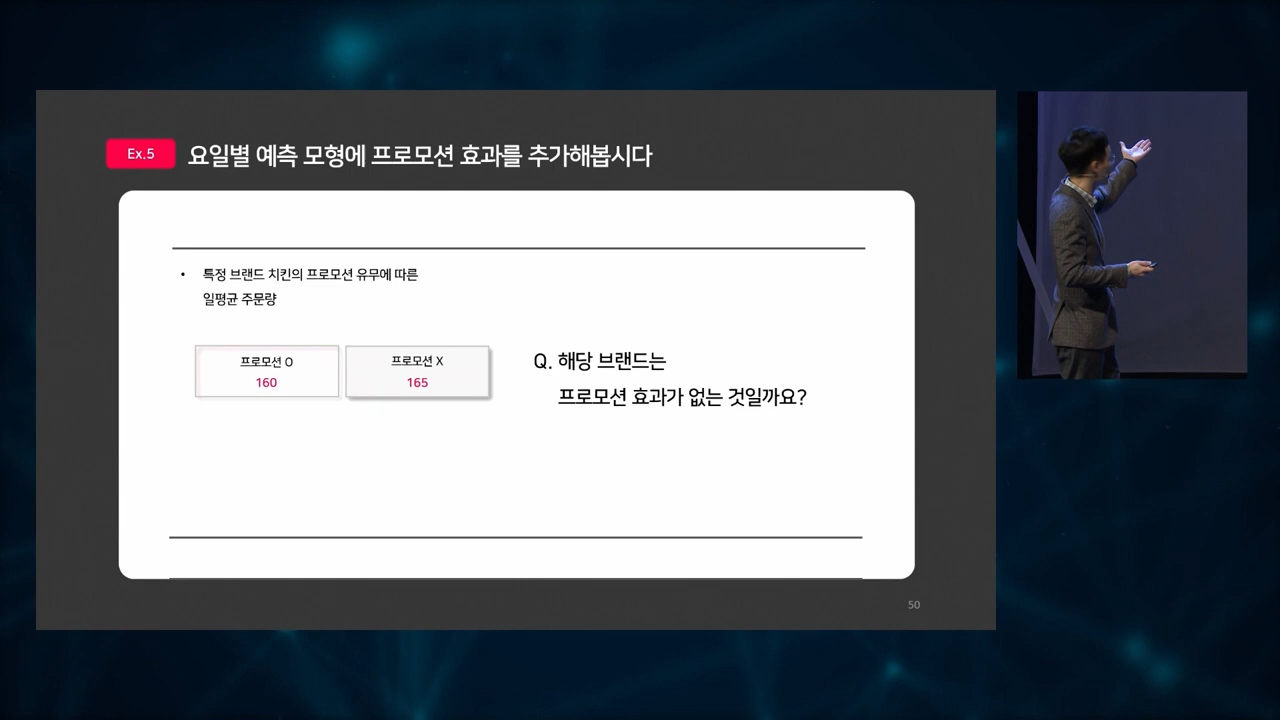 Ex.5
요일별 예측 모형에 프로모션 효과를 추가해봅시다
• 특정 브랜드 치킨의 프로모션 유무에 따른
일평균 주문량
프로모션 O
160
프로모션 X
165
Q. 해당 브랜드는
프로모션 효과가 없는 것일까요?
50